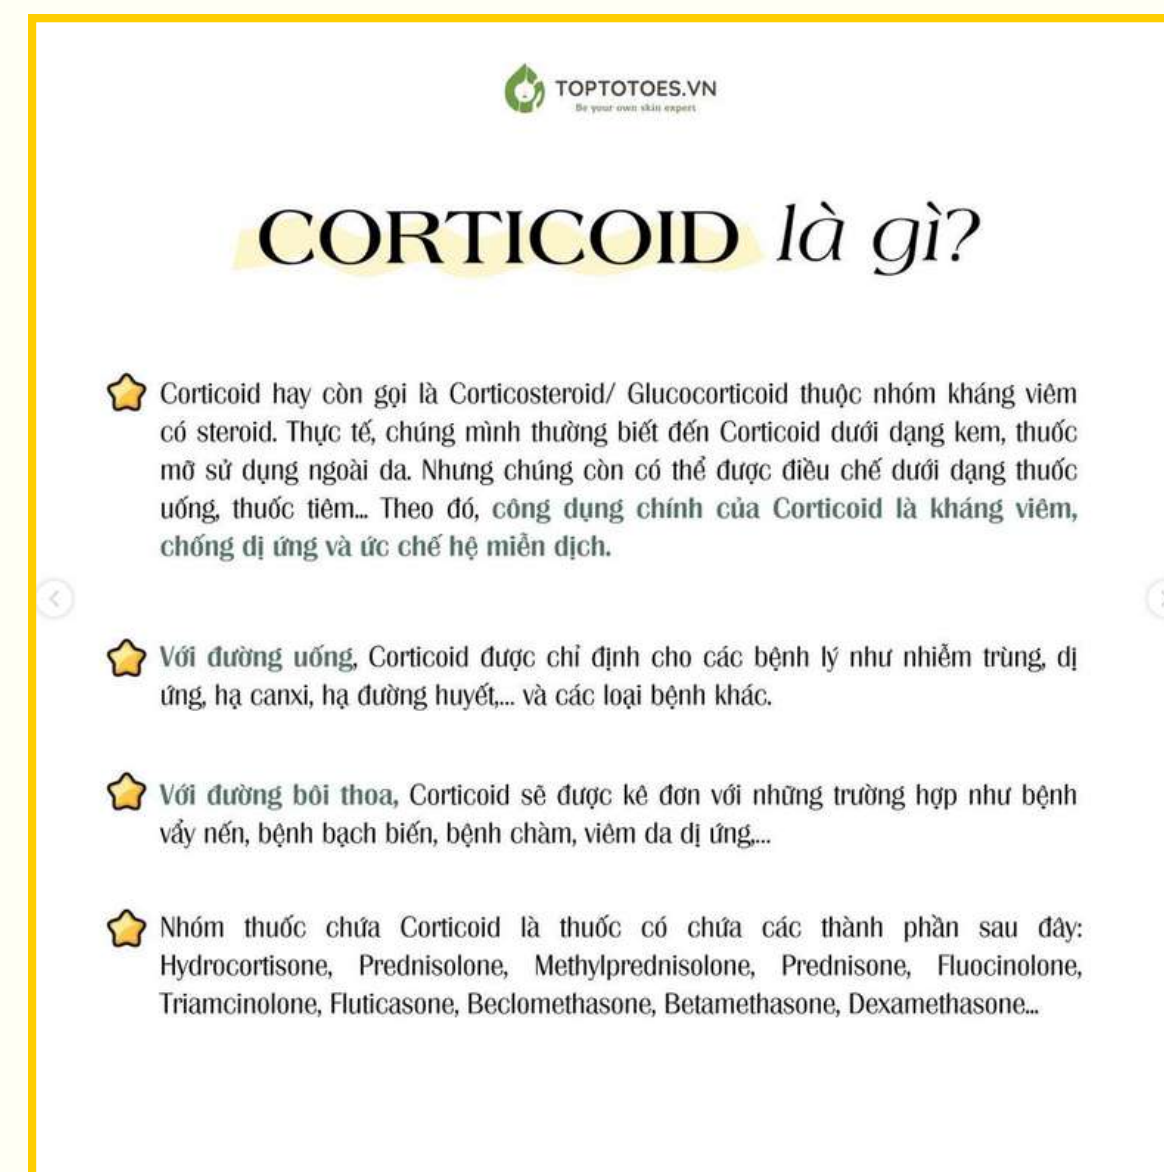 TOPTOTOES.VN
Be your own skin expert
CORTICOID là gì?
Corticoid hay còn gọi là Corticosteroid/ Glucocorticoid thuộc nhóm kháng viêm
có steroid. Thực tế, chúng mình thường biết đến Corticoid dưới dạng kem, thuốc
mỡ sử dụng ngoài da. Nhưng chúng còn có thể được điều chế dưới dạng thuốc
uống, thuốc tiêm... Theo đó, công dụng chính của Corticoid là kháng viêm,
chống dị ứng và ức chế hệ miễn dịch.
Với đường uống, Corticoid được chỉ định cho các bệnh lý như nhiễm trùng, dị
ứng, hạ canxi, hạ đường huyết,... và các loại bệnh khác.
Với đường bôi thoa, Corticoid sẽ được kê đơn với những trường hợp như bệnh
vẩy nến, bệnh bạch biến, bệnh chàm, viêm da dị ứng,...
Nhóm thuốc chứa Corticoid là thuốc có chứa các thành phần sau đây:
Hydrocortisone, Prednisolone, Methylprednisolone, Prednisone, Fluocinolone,
Triamcinolone, Fluticasone, Beclomethasone, Betamethasone, Dexamethasone...